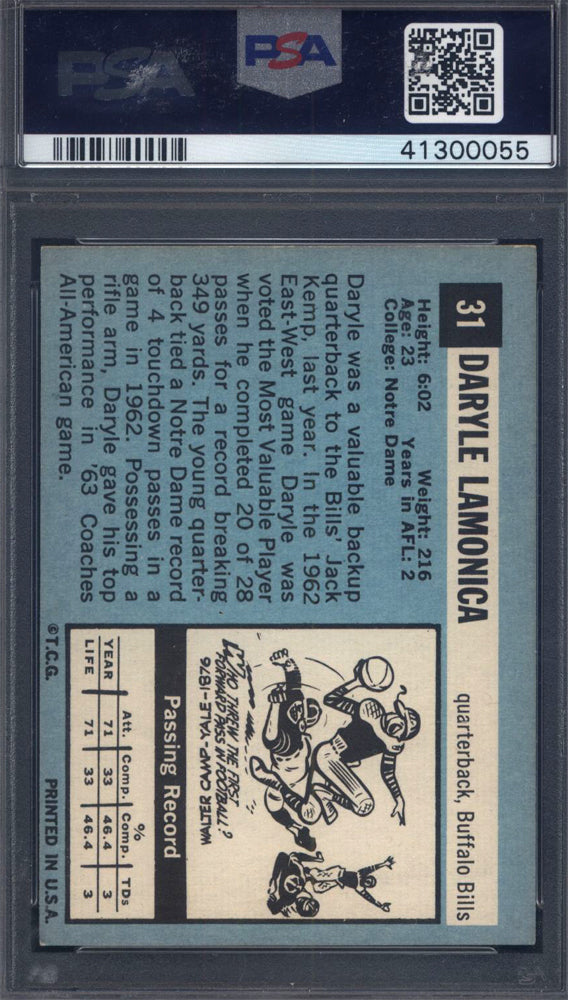 PSA
PSA
41300055
31 DARYLE LAMONICA quarterback, Buffalo Bills
Height: 6:02 Weight: 216
Age: 23 Years in AFL: 2
College: Notre Dame
Daryle was a valuable backup
quarterback to the Bills' Jack
Kemp, last year. In the 1962
East-West game Daryle was
voted the Most Valuable Player
when he completed 20 of 28
passes for a record breaking
349 yards. The young quarter-
back tied a Notre Dame record
of 4 touchdown passes in a
game in 1962. Possessing a
rifle arm, Daryle gave his top
performance in '63 Coaches
All-American game.
WHO THREW THE FIRST
FORWARD PASS IN FOOTBALL?
WALTER CAMP - YALE - 1876
Passing Record
YEAR Att. Comp. % Comp. TDs
71 33 46.4 3
LIFE 71 33 46.4 3
©T.C.G. PRINTED IN U.S.A.